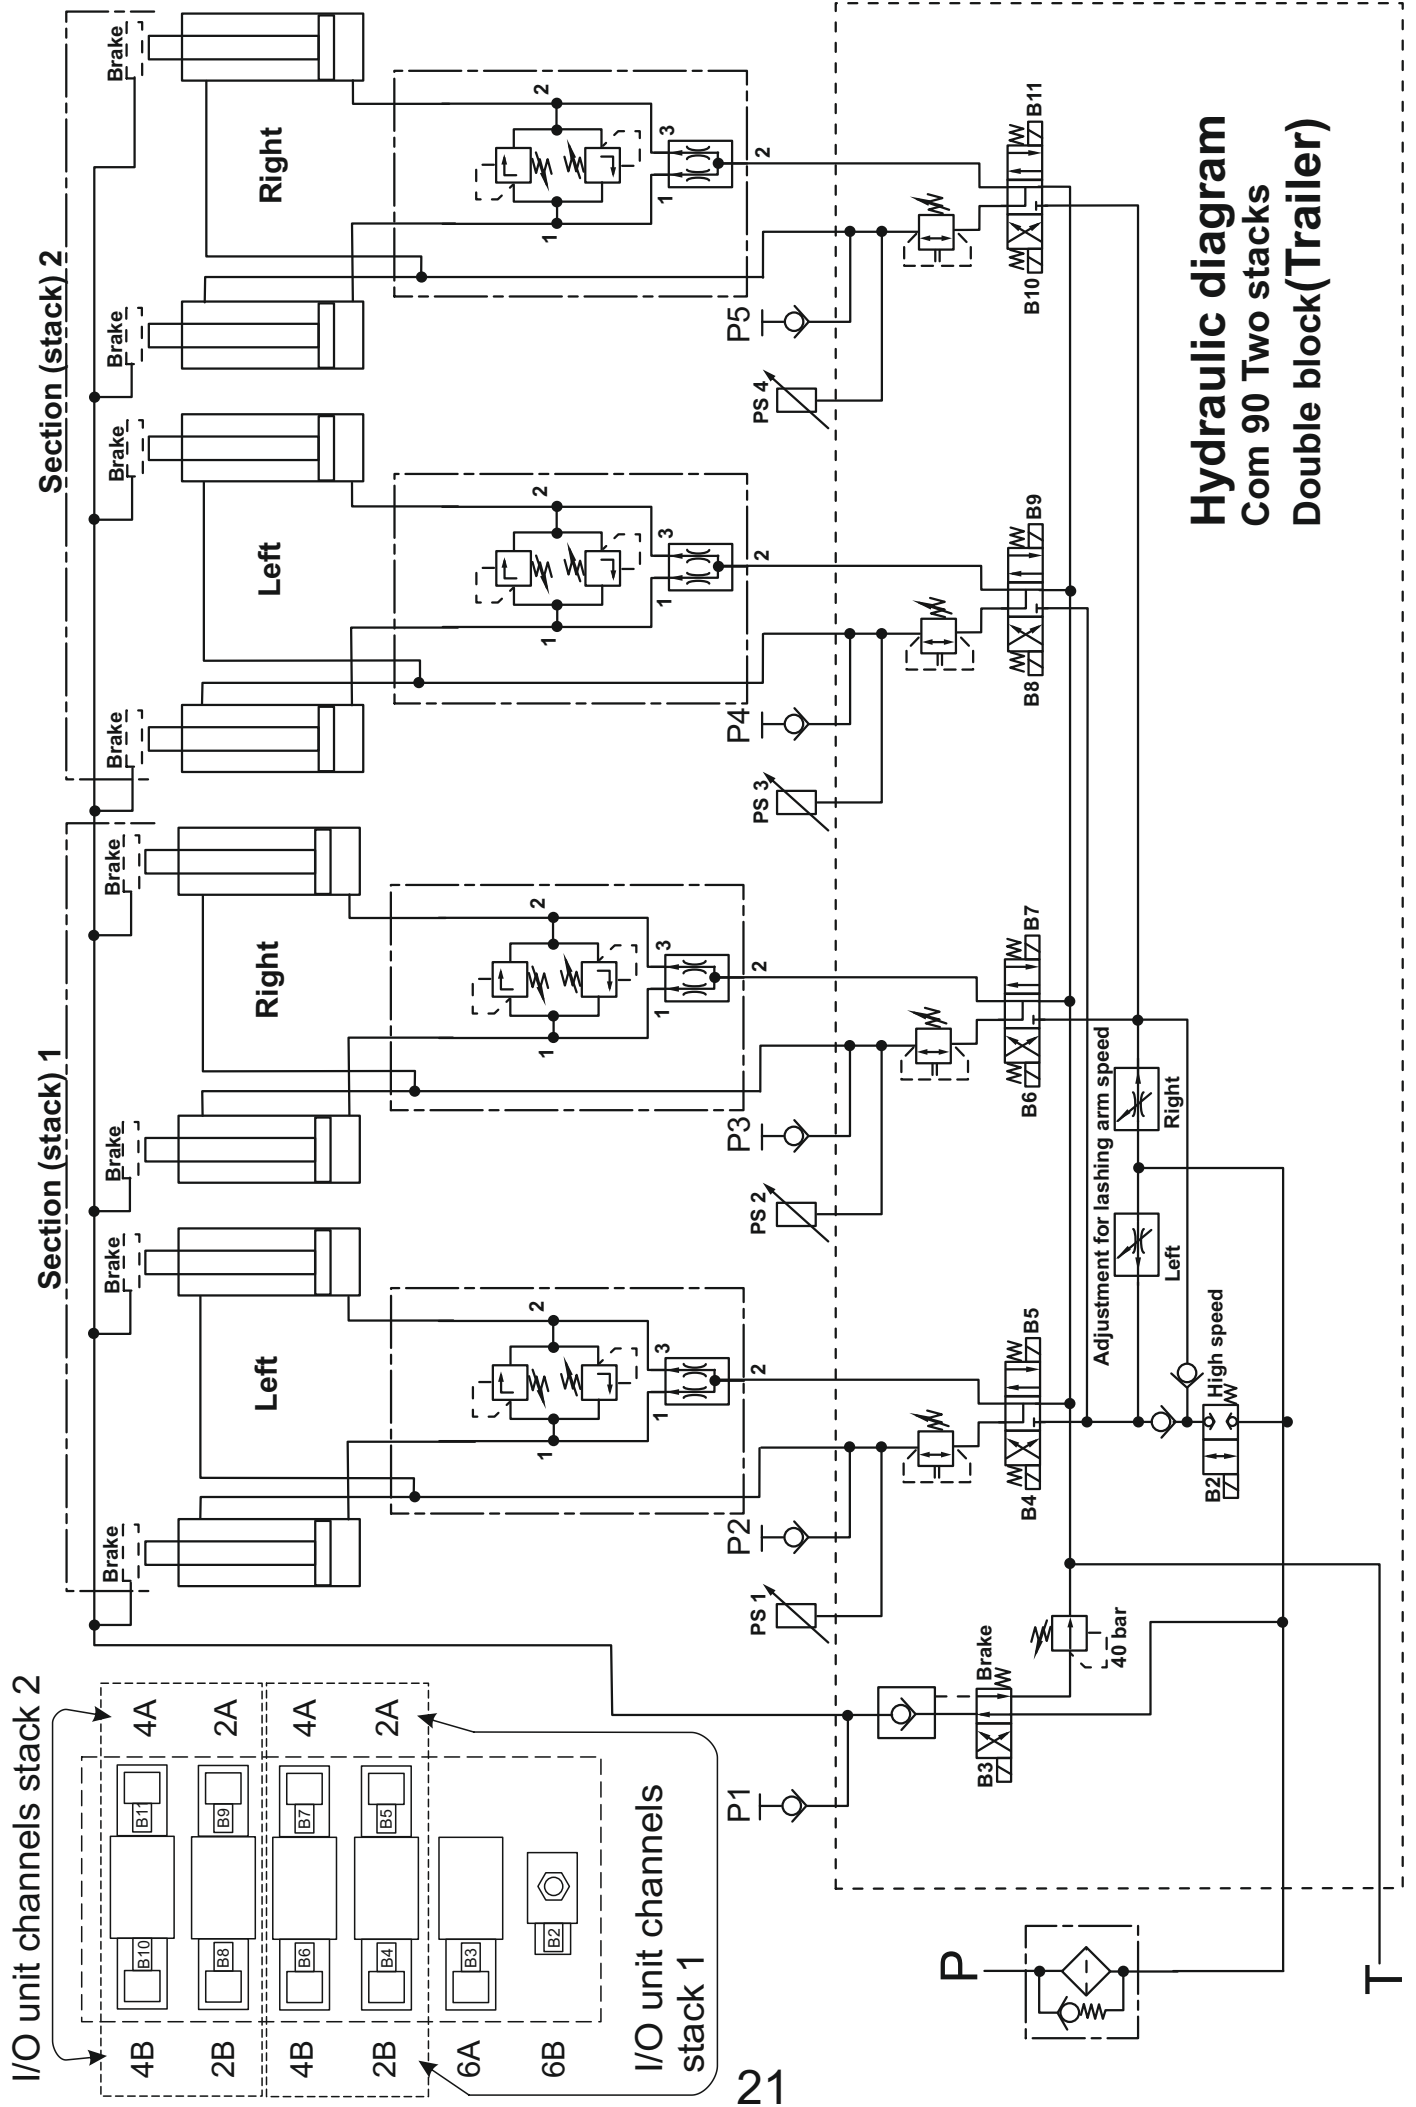 Section (stack) 1
Section (stack) 2
Brake
Brake
Brake
Brake
Brake
Brake
Brake
Brake
Left
Right
Left
Right
1
2
1
3
2
1
2
1
3
2
1
2
1
3
2
1
2
1
3
2
P1
P2
P3
P4
P5
PS 1
PS 2
PS 3
PS 4
B3
Brake
40 bar
B4
B5
B6
B7
B8
B9
B10
B11
Adjustment for lashing arm speed
Left
Right
High speed
B2
P
T
Hydraulic diagram
Com 90 Two stacks
Double block(Trailer)
I/O unit channels stack 2
4B
B10
B11
4A
2B
B8
B9
2A
4B
B6
B7
4A
2B
B4
B5
2A
6A
B3
6B
B2
I/O unit channels
stack 1
21